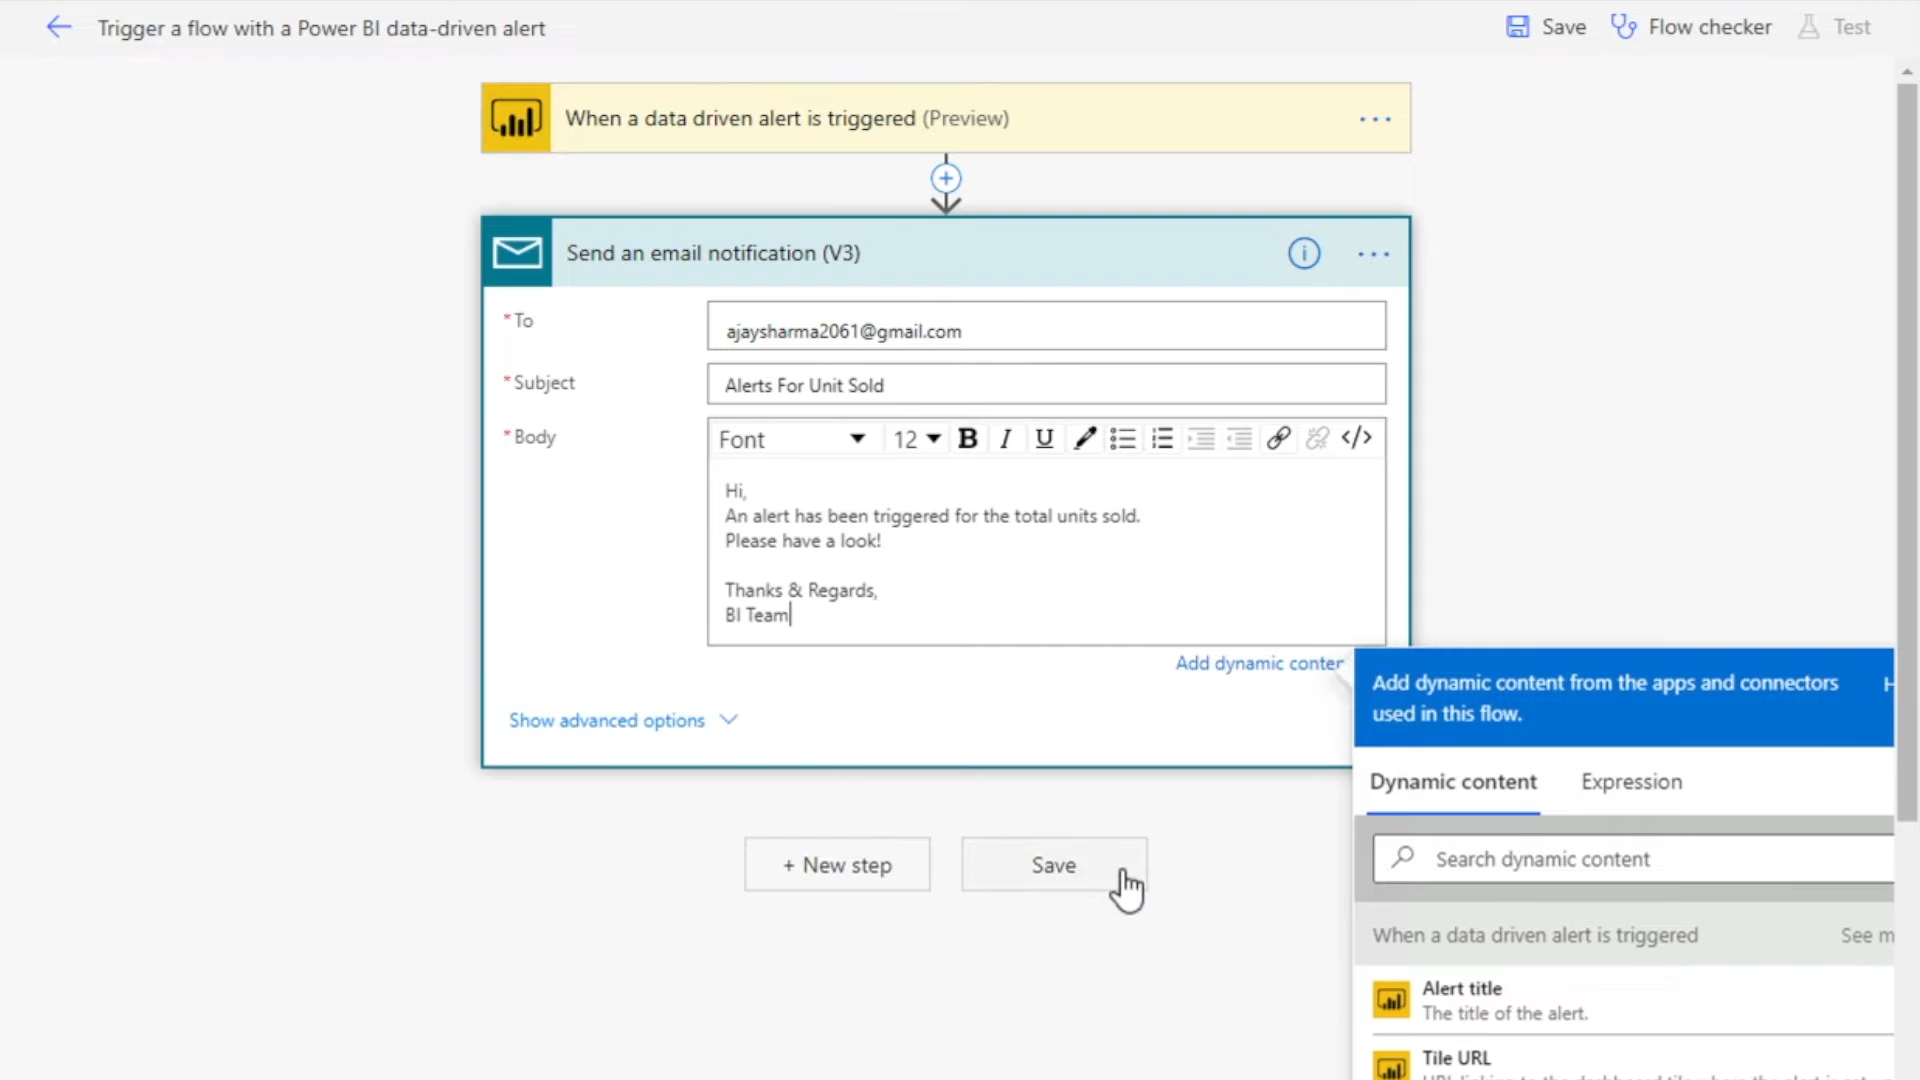 Trigger a flow with a Power BI data-driven alert
Save
Flow checker
Test
When a data driven alert is triggered (Preview)
Send an email notification (V3)
* To
ajaysharma2061@gmail.com
* Subject
Alerts For Unit Sold
* Body
Font
12
Hi,
An alert has been triggered for the total units sold.
Please have a look!
Thanks & Regards,
BI Team
Add dynamic conten
Show advanced options
Add dynamic content from the apps and connectors
used in this flow.
Dynamic content
Expression
+ New step
Save
Search dynamic content
When a data driven alert is triggered
See m
Alert title
The title of the alert.
Tile URL